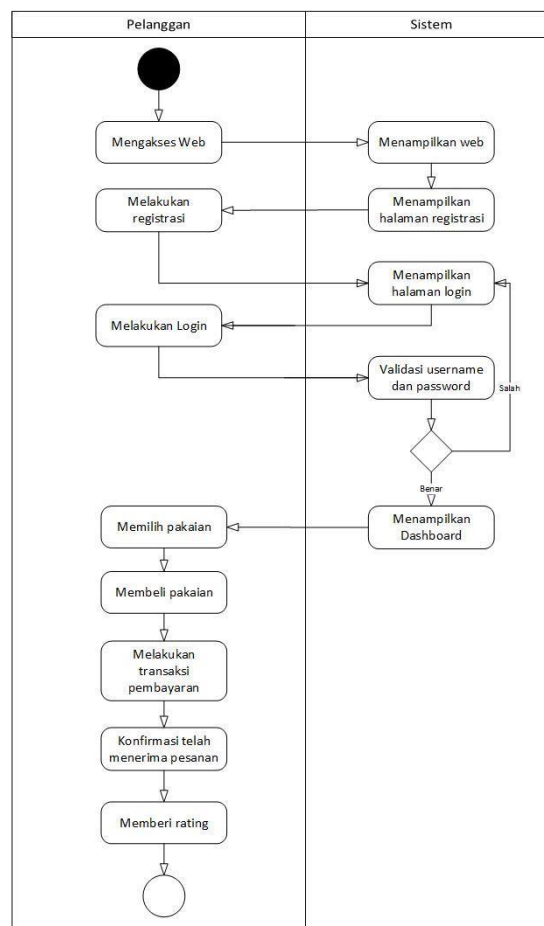 Pelanggan
Sistem
Mengakses Web
Menampilkan web
Melakukan
registrasi
Menampilkan
halaman registrasi
Menampilkan
halaman login
Melakukan Login
Validasi username
dan password
Salah
Benar
Memilih pakaian
Menampilkan
Dashboard
Membeli pakaian
Melakukan
transaksi
pembayaran
Konfirmasi telah
menerima pesanan
Memberi rating